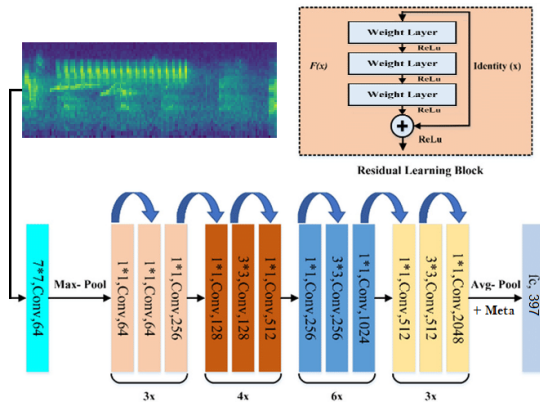 Weight Layer
ReLu
F(x)
Weight Layer
Identity (x)
ReLu
Weight Layer
+
ReLu
Residual Learning Block
7*7,Conv,64
Max- Pool
1*1,Conv,64
1*1,Conv,64
1*1,Conv,256
1*1,Conv,128
3*3,Conv,128
1*1,Conv,512
1*1,Conv,256
3*3,Conv,256
1*1,Conv,1024
1*1,Conv,512
3*3,Conv,512
1*1,Conv,2048
Avg- Pool
+ Meta
fc, 397
3x
4x
6x
3x